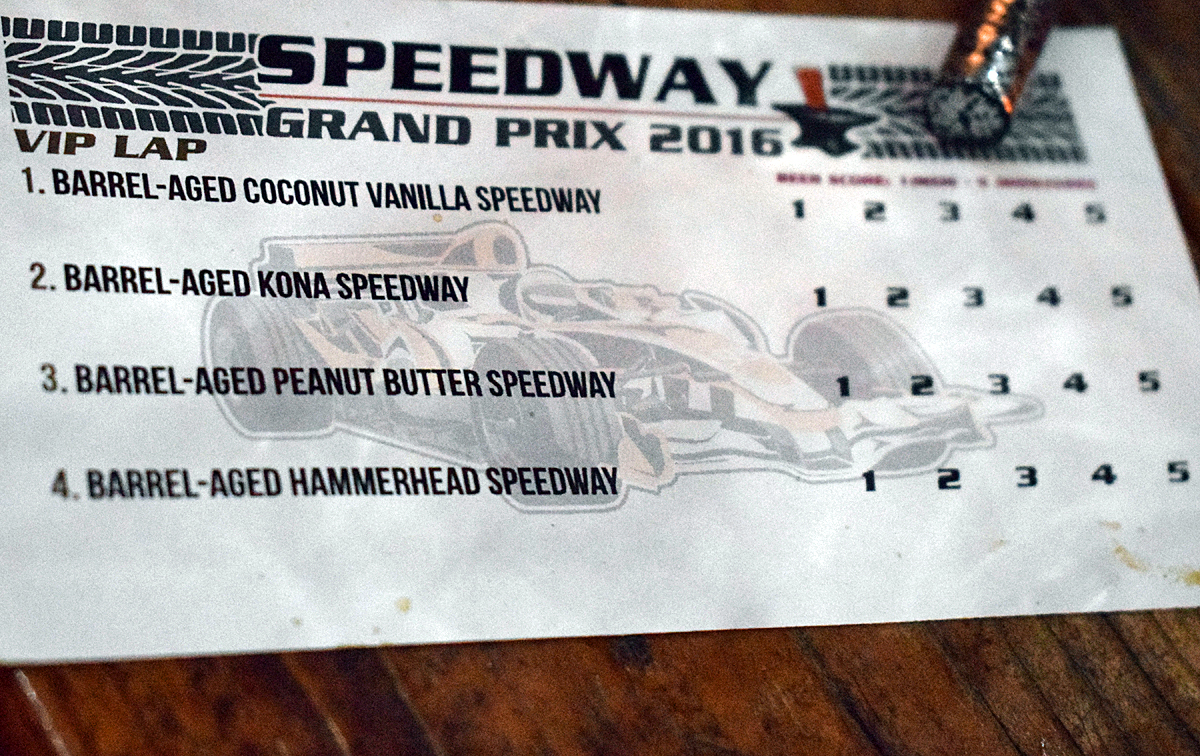 SPEEDWAY
GRAND PRIX 2016
VIP LAP
BEER SCORE:
1. BARREL-AGED COCONUT VANILLA SPEEDWAY 1 2 3 4 5
2. BARREL-AGED KONA SPEEDWAY 1 2 3 4 5
3. BARREL-AGED PEANUT BUTTER SPEEDWAY 1 2 3 4 5
4. BARREL-AGED HAMMERHEAD SPEEDWAY 1 2 3 4 5